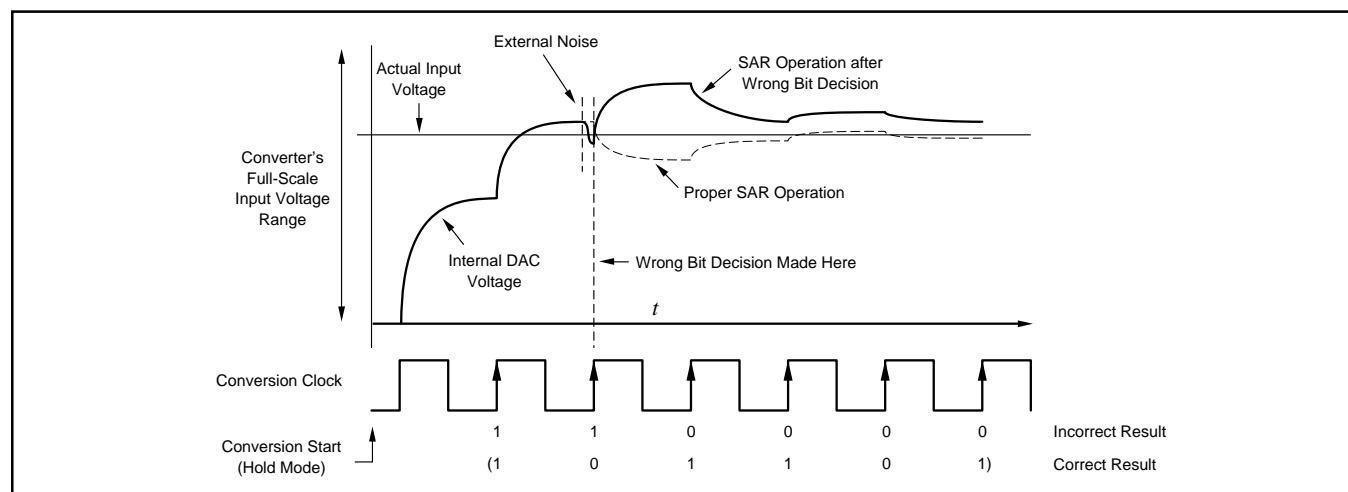 External Noise
Actual Input
Voltage
SAR Operation after
Wrong Bit Decision
Converter's
Full-Scale
Input Voltage
Range
Proper SAR Operation
Internal DAC
Voltage
Wrong Bit Decision Made Here
t
Conversion Clock
1 1 0 0 0 0 Incorrect Result
Conversion Start
(Hold Mode)
(1 0 1 1 0 1) Correct Result